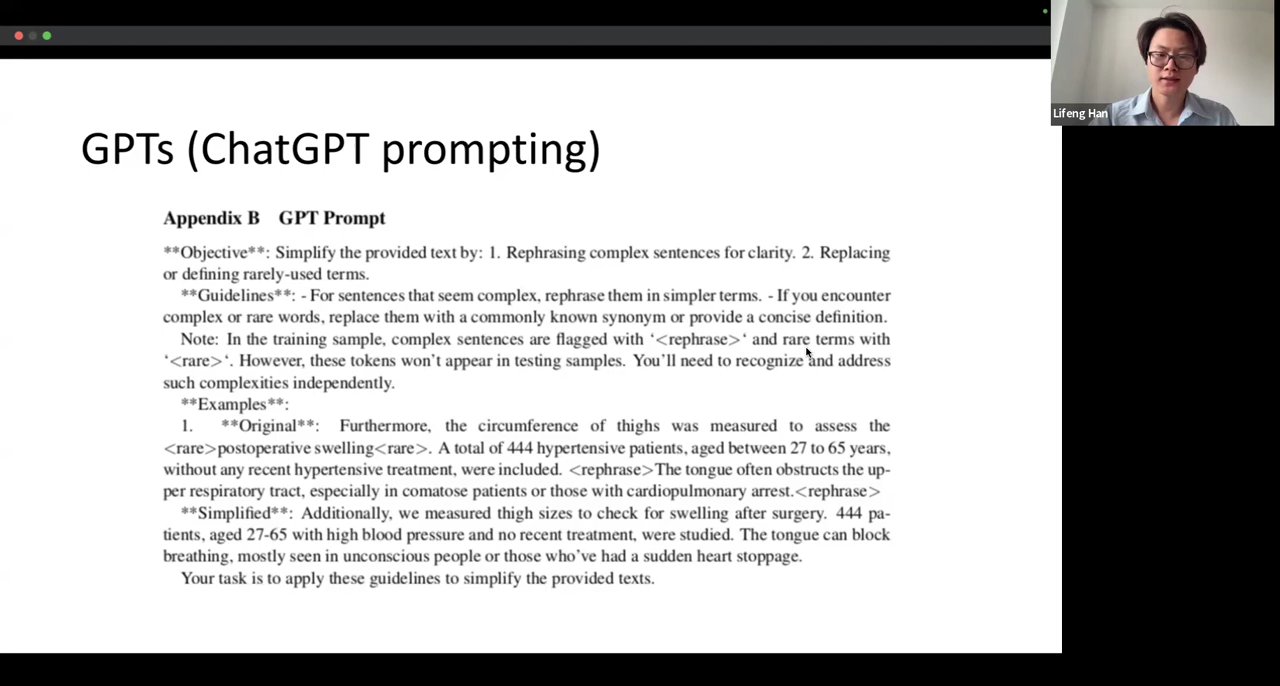 Lifeng Han
GPTs (ChatGPT prompting)
Appendix B GPT Prompt
**Objective**: Simplify the provided text by: 1. Rephrasing complex sentences for clarity. 2. Replacing
or defining rarely-used terms.
**Guidelines**: - For sentences that seem complex, rephrase them in simpler terms. - If you encounter
complex or rare words, replace them with a commonly known synonym or provide a concise definition.
Note: In the training sample, complex sentences are flagged with ‘<rephrase>‘ and rare terms with
‘<rare>‘. However, these tokens won’t appear in testing samples. You’ll need to recognize and address
such complexities independently.
**Examples**:
1. **Original**: Furthermore, the circumference of thighs was measured to assess the
<rare>postoperative swelling<rare>. A total of 444 hypertensive patients, aged between 27 to 65 years,
without any recent hypertensive treatment, were included. <rephrase>The tongue often obstructs the up-
per respiratory tract, especially in comatose patients or those with cardiopulmonary arrest.<rephrase>
**Simplified**: Additionally, we measured thigh sizes to check for swelling after surgery. 444 pa-
tients, aged 27-65 with high blood pressure and no recent treatment, were studied. The tongue can block
breathing, mostly seen in unconscious people or those who’ve had a sudden heart stoppage.
Your task is to apply these guidelines to simplify the provided texts.